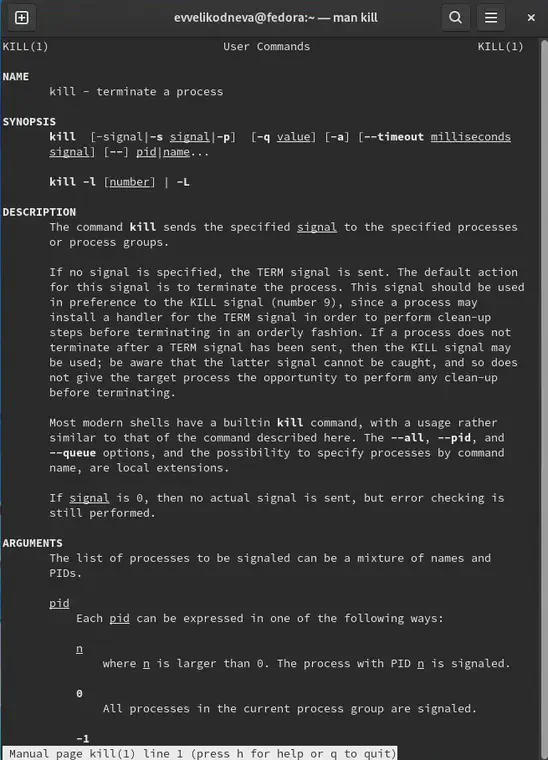 evvelikodneva@fedora:~ — man kill
KILL(1) User Commands KILL(1)
NAME
kill - terminate a process
SYNOPSIS
kill [-signal|-s signal|-p] [-q value] [-a] [--timeout milliseconds
signal] [--] pid|name...
kill -l [number] | -L
DESCRIPTION
The command kill sends the specified signal to the specified processes
or process groups.
If no signal is specified, the TERM signal is sent. The default action
for this signal is to terminate the process. This signal should be used
in preference to the KILL signal (number 9), since a process may
install a handler for the TERM signal in order to perform clean-up
steps before terminating in an orderly fashion. If a process does not
terminate after a TERM signal has been sent, then the KILL signal may
be used; be aware that the latter signal cannot be caught, and so does
not give the target process the opportunity to perform any clean-up
before terminating.
Most modern shells have a builtin kill command, with a usage rather
similar to that of the command described here. The --all, --pid, and
--queue options, and the possibility to specify processes by command
name, are local extensions.
If signal is 0, then no actual signal is sent, but error checking is
still performed.
ARGUMENTS
The list of processes to be signaled can be a mixture of names and
PIDs.
pid
Each pid can be expressed in one of the following ways:
n
where n is larger than 0. The process with PID n is signaled.
0
All processes in the current process group are signaled.
-1
Manual page kill(1) line 1 (press h for help or q to quit)